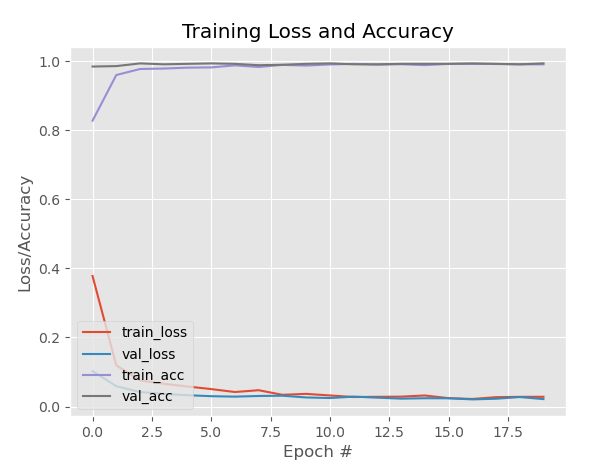 Training Loss and Accuracy
Loss/Accuracy
1.0
0.8
0.6
0.4
0.2
0.0
train_loss
val_loss
train_acc
val_acc
0.0 2.5 5.0 7.5 10.0 12.5 15.0 17.5
Epoch #